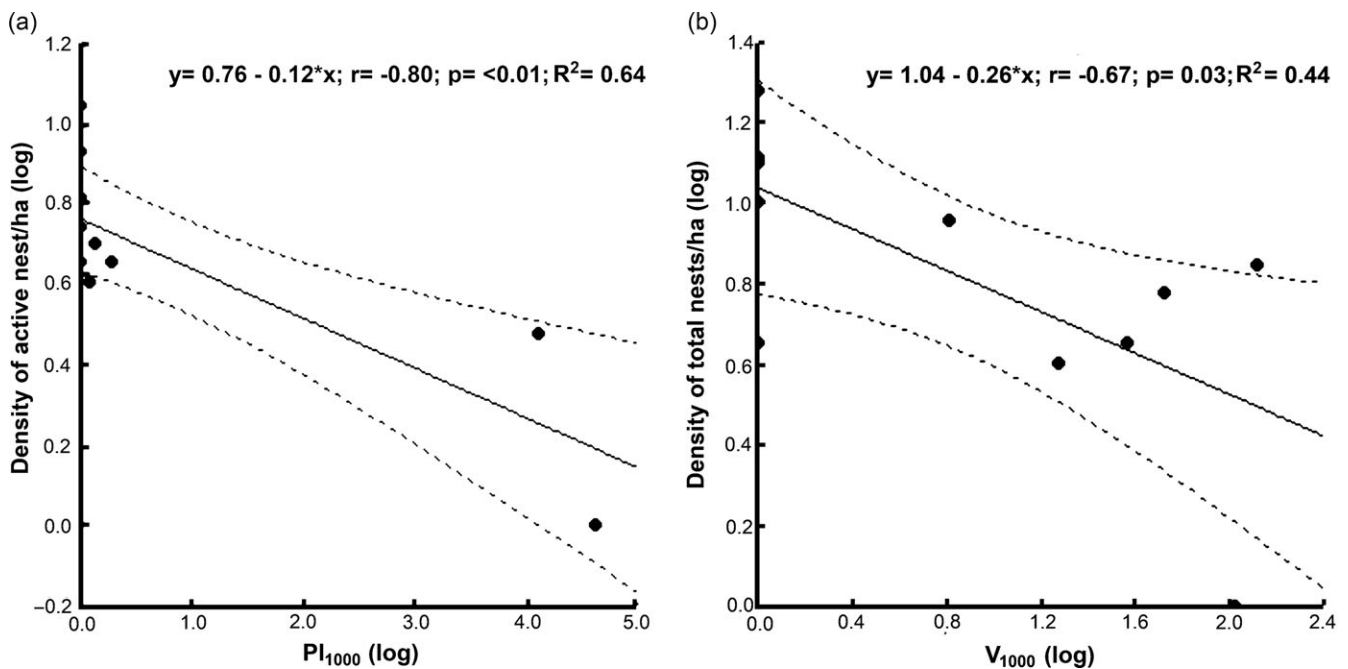 (a)
y= 0.76 - 0.12*x; r= -0.80; p= <0.01; R²= 0.64
Density of active nest/ha (log)
1.2
1.0
0.8
0.6
0.4
0.2
0.0
–0.2
0.0 1.0 2.0 3.0 4.0 5.0
PI₁₀₀₀ (log)
(b)
y= 1.04 - 0.26*x; r= -0.67; p= 0.03; R²= 0.44
Density of total nests/ha (log)
1.4
1.2
1.0
0.8
0.6
0.4
0.2
0.0
0.0 0.4 0.8 1.2 1.6 2.0 2.4
V₁₀₀₀ (log)